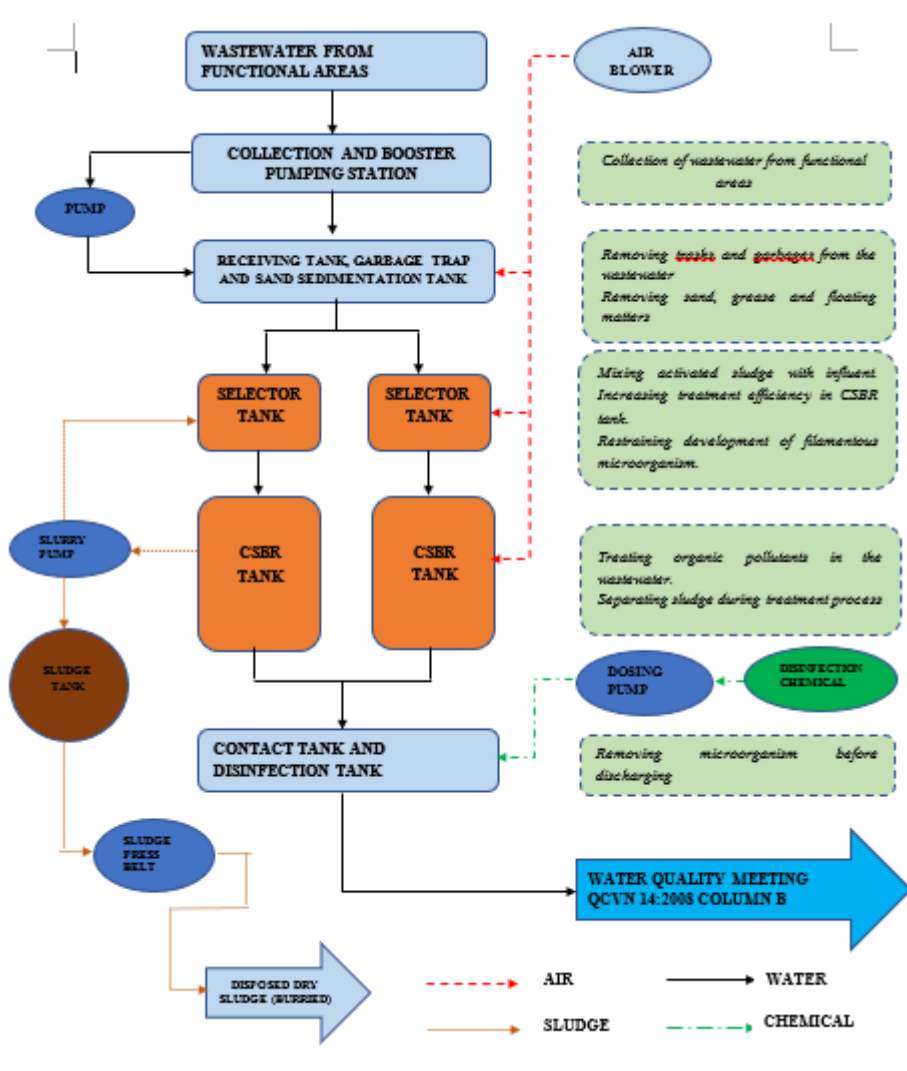 WASTEWATER FROM
FUNCTIONAL AREAS
AIR
BLOWER
COLLECTION AND BOOSTER
PUMPING STATION
Collection of wastewater from functional
areas
PUMP
RECEIVING TANK, GARBAGE TRAP
AND SAND SEDIMENTATION TANK
Removing trasks and garbages from the
wastewater
Removing sand, grease and floating
matters
SELECTOR
TANK
SELECTOR
TANK
Mixing activated sludge with influent
Increasing treatment efficiency in CSBR
tank.
Restraining development of filamentous
microorganism.
SLURRY
PUMP
CSBR
TANK
CSBR
TANK
Treating organic pollutants in the
wastewater.
Separating sludge during treatment process
SLUDGE
TANK
DOSING
PUMP
DISINFECTION
CHEMICAL
CONTACT TANK AND
DISINFECTION TANK
Removing microorganism before
discharging
SLUDGE
PRESS
BELT
WATER QUALITY MEETING
QCVN 14:2008 COLUMN B
DISPOSED DRY
SLUDGE (BURRIED)
AIR
WATER
SLUDGE
CHEMICAL